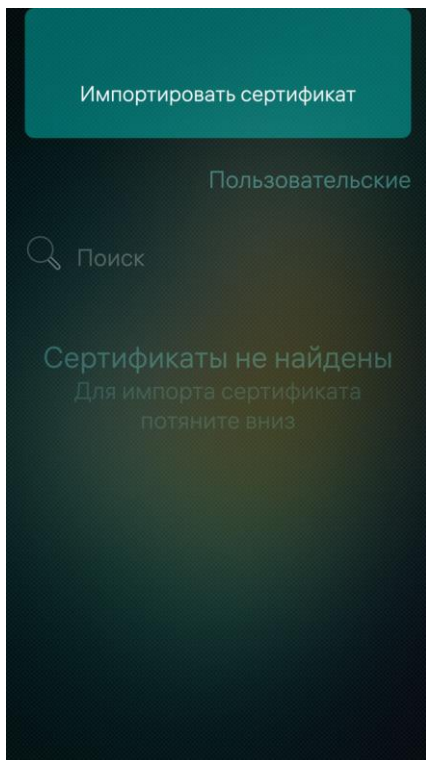 Импортировать сертификат
Пользовательские
Поиск
Сертификаты не найдены
Для импорта сертификата
потяните вниз